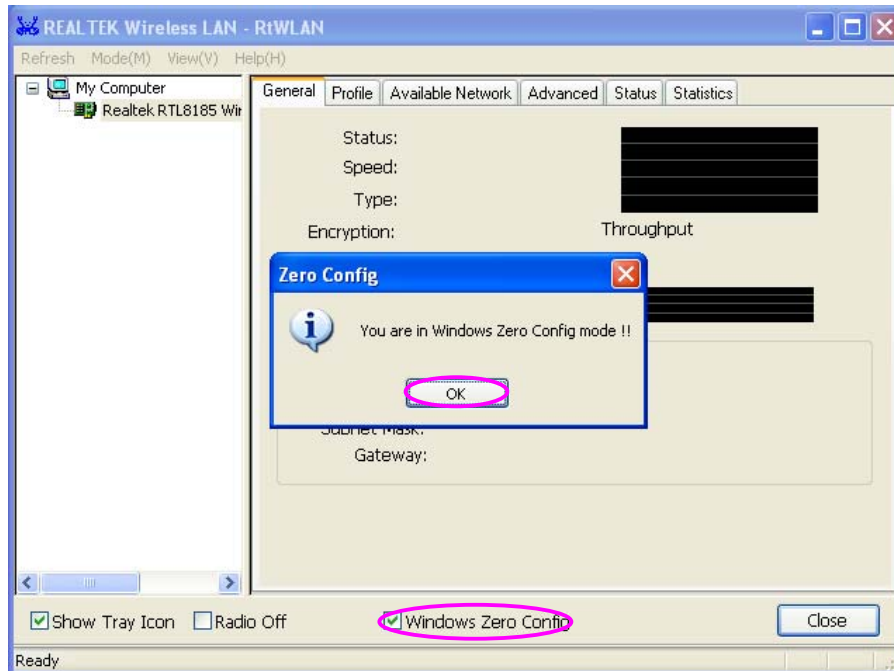 REALTEK Wireless LAN - RtWLAN
Refresh Mode(M) View(V) Help(H)
My Computer
Realtek RTL8185 Wir
General Profile Available Network Advanced Status Statistics
Status:
Speed:
Type:
Encryption:
Throughput
Zero Config
You are in Windows Zero Config mode !!
OK
Subnet Mask:
Gateway:
Show Tray Icon Radio Off Windows Zero Config Close
Ready